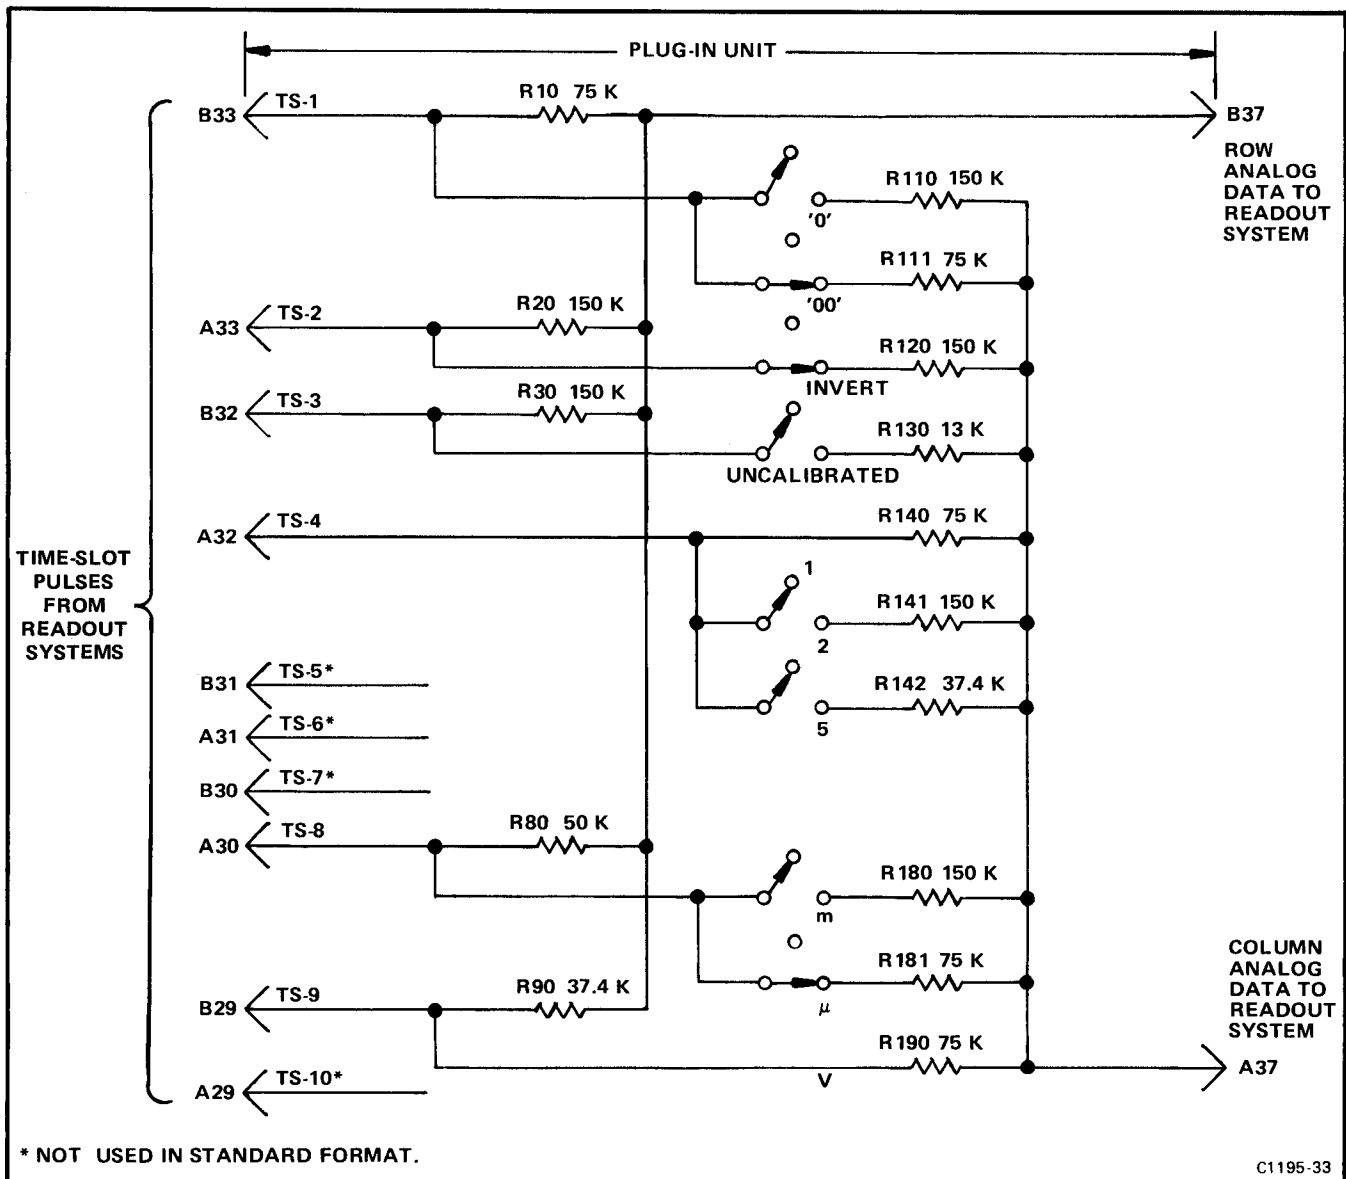 PLUG-IN UNIT
B33 TS-1 R10 75 K B37
ROW
ANALOG
DATA TO
READOUT
SYSTEM
R110 150 K
'0'
R111 75 K
'00'
A33 TS-2 R20 150 K
R120 150 K
INVERT
B32 TS-3 R30 150 K
R130 13 K
UNCALIBRATED
A32 TS-4 R140 75 K
TIME-SLOT
PULSES
FROM
READOUT
SYSTEMS
1
R141 150 K
2
R142 37.4 K
5
B31 TS-5*
A31 TS-6*
B30 TS-7*
A30 TS-8 R80 50 K
R180 150 K
m
R181 75 K
μ
B29 TS-9 R90 37.4 K
COLUMN
ANALOG
DATA TO
READOUT
SYSTEM
R190 75 K
V
A37
A29 TS-10*
* NOT USED IN STANDARD FORMAT.
C1195-33